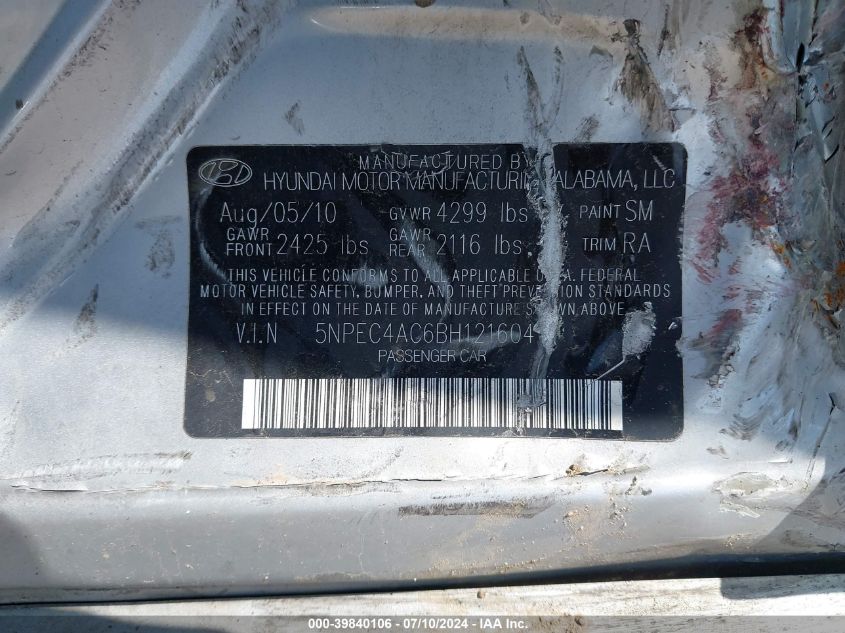 MANUFACTURED BY
HYUNDAI MOTOR MANUFACTURING ALABAMA, LLC
Aug/05/10 GVWR 4299 lbs PAINT SM
GAWR FRONT 2425 lbs GAWR REAR 2116 lbs. TRIM RA
THIS VEHICLE CONFORMS TO ALL APPLICABLE U.S.A. FEDERAL
MOTOR VEHICLE SAFETY, BUMPER, AND THEFT PREVENTION STANDARDS
IN EFFECT ON THE DATE OF MANUFACTURE SHOWN ABOVE.
V.I.N 5NPEC4AC6BH121604
PASSENGER CAR
000-39840106 - 07/10/2024 - IAA Inc.